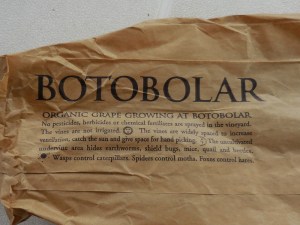 BOTOBOLAR
ORGANIC GRAPE GROWING AT BOTOBOLAR
No pesticides, herbicides or chemical fertilisers are sprayed in the vineyard.
The vines are not irrigated. The vines are widely spaced to increase
ventilation, catch the sun and give space for hand picking. The uncultivated
undervine area hides earthworms, shield bugs, mice, quail and beetles.
Wasps control caterpillars. Spiders control moths. Foxes control hares.